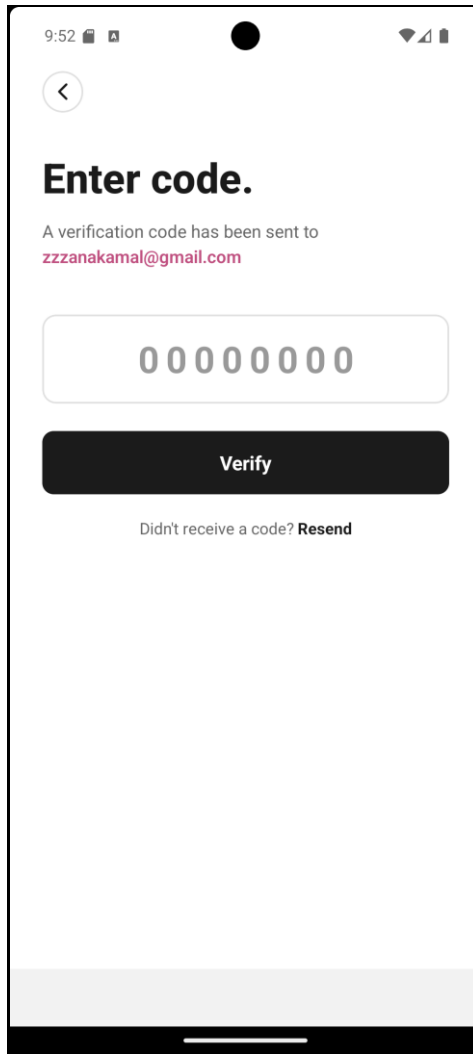 9:52
Enter code.
A verification code has been sent to
zzzanakamal@gmail.com
00000000
Verify
Didn't receive a code? Resend